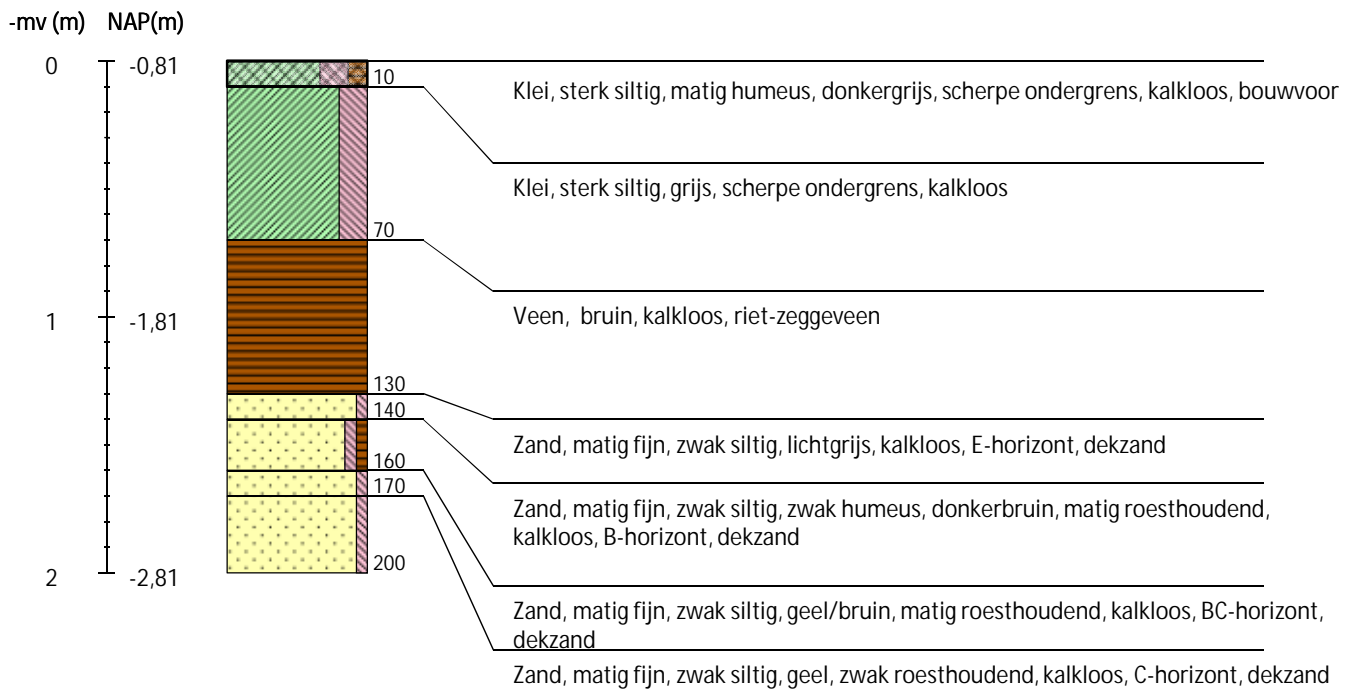 -mv (m) NAP(m)
0 -0,81
10
Klei, sterk siltig, matig humeus, donkergrijs, scherpe ondergrens, kalkloos, bouwvoor
Klei, sterk siltig, grijs, scherpe ondergrens, kalkloos
70
1 -1,81
Veen, bruin, kalkloos, riet-zeggeveen
130
140
Zand, matig fijn, zwak siltig, lichtgrijs, kalkloos, E-horizont, dekzand
160
170
Zand, matig fijn, zwak siltig, zwak humeus, donkerbruin, matig roesthoudend,
kalkloos, B-horizont, dekzand
200
2 -2,81
Zand, matig fijn, zwak siltig, geel/bruin, matig roesthoudend, kalkloos, BC-horizont,
dekzand
Zand, matig fijn, zwak siltig, geel, zwak roesthoudend, kalkloos, C-horizont, dekzand